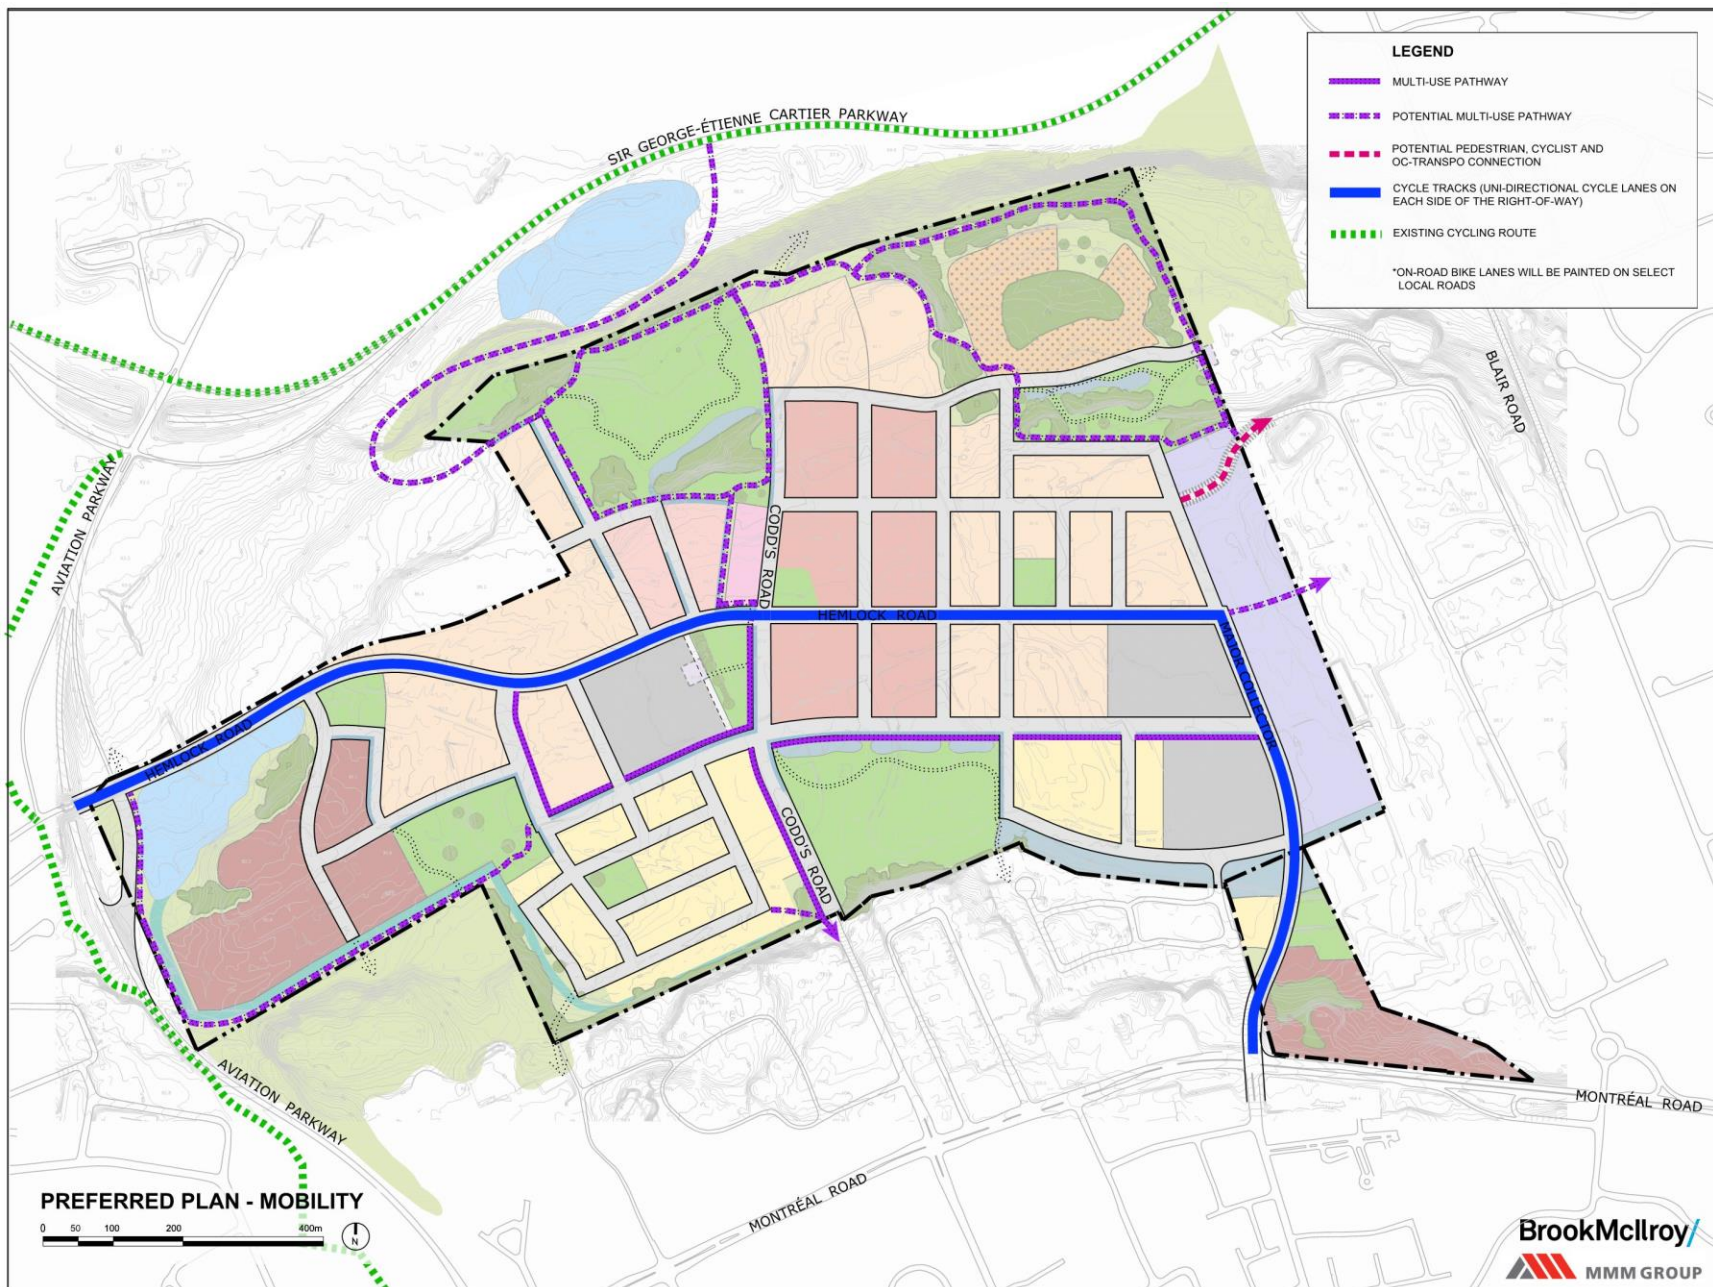 LEGEND
MULTI-USE PATHWAY
POTENTIAL MULTI-USE PATHWAY
POTENTIAL PEDESTRIAN, CYCLIST AND
OC-TRANSPO CONNECTION
CYCLE TRACKS (UNI-DIRECTIONAL CYCLE LANES ON
EACH SIDE OF THE RIGHT-OF-WAY)
EXISTING CYCLING ROUTE
*ON-ROAD BIKE LANES WILL BE PAINTED ON SELECT
LOCAL ROADS
SIR GEORGE-ÉTIENNE CARTIER PARKWAY
BLAIR ROAD
AVIATION PARKWAY
CODD'S ROAD
HEMLOCK ROAD
MAJOR COLLECTOR
HEMLOCK ROAD
CODD'S ROAD
AVIATION PARKWAY
MONTRÉAL ROAD
MONTRÉAL ROAD
PREFERRED PLAN - MOBILITY
0 50 100 200 400m
N
BrookMcIlroy/
MMM GROUP